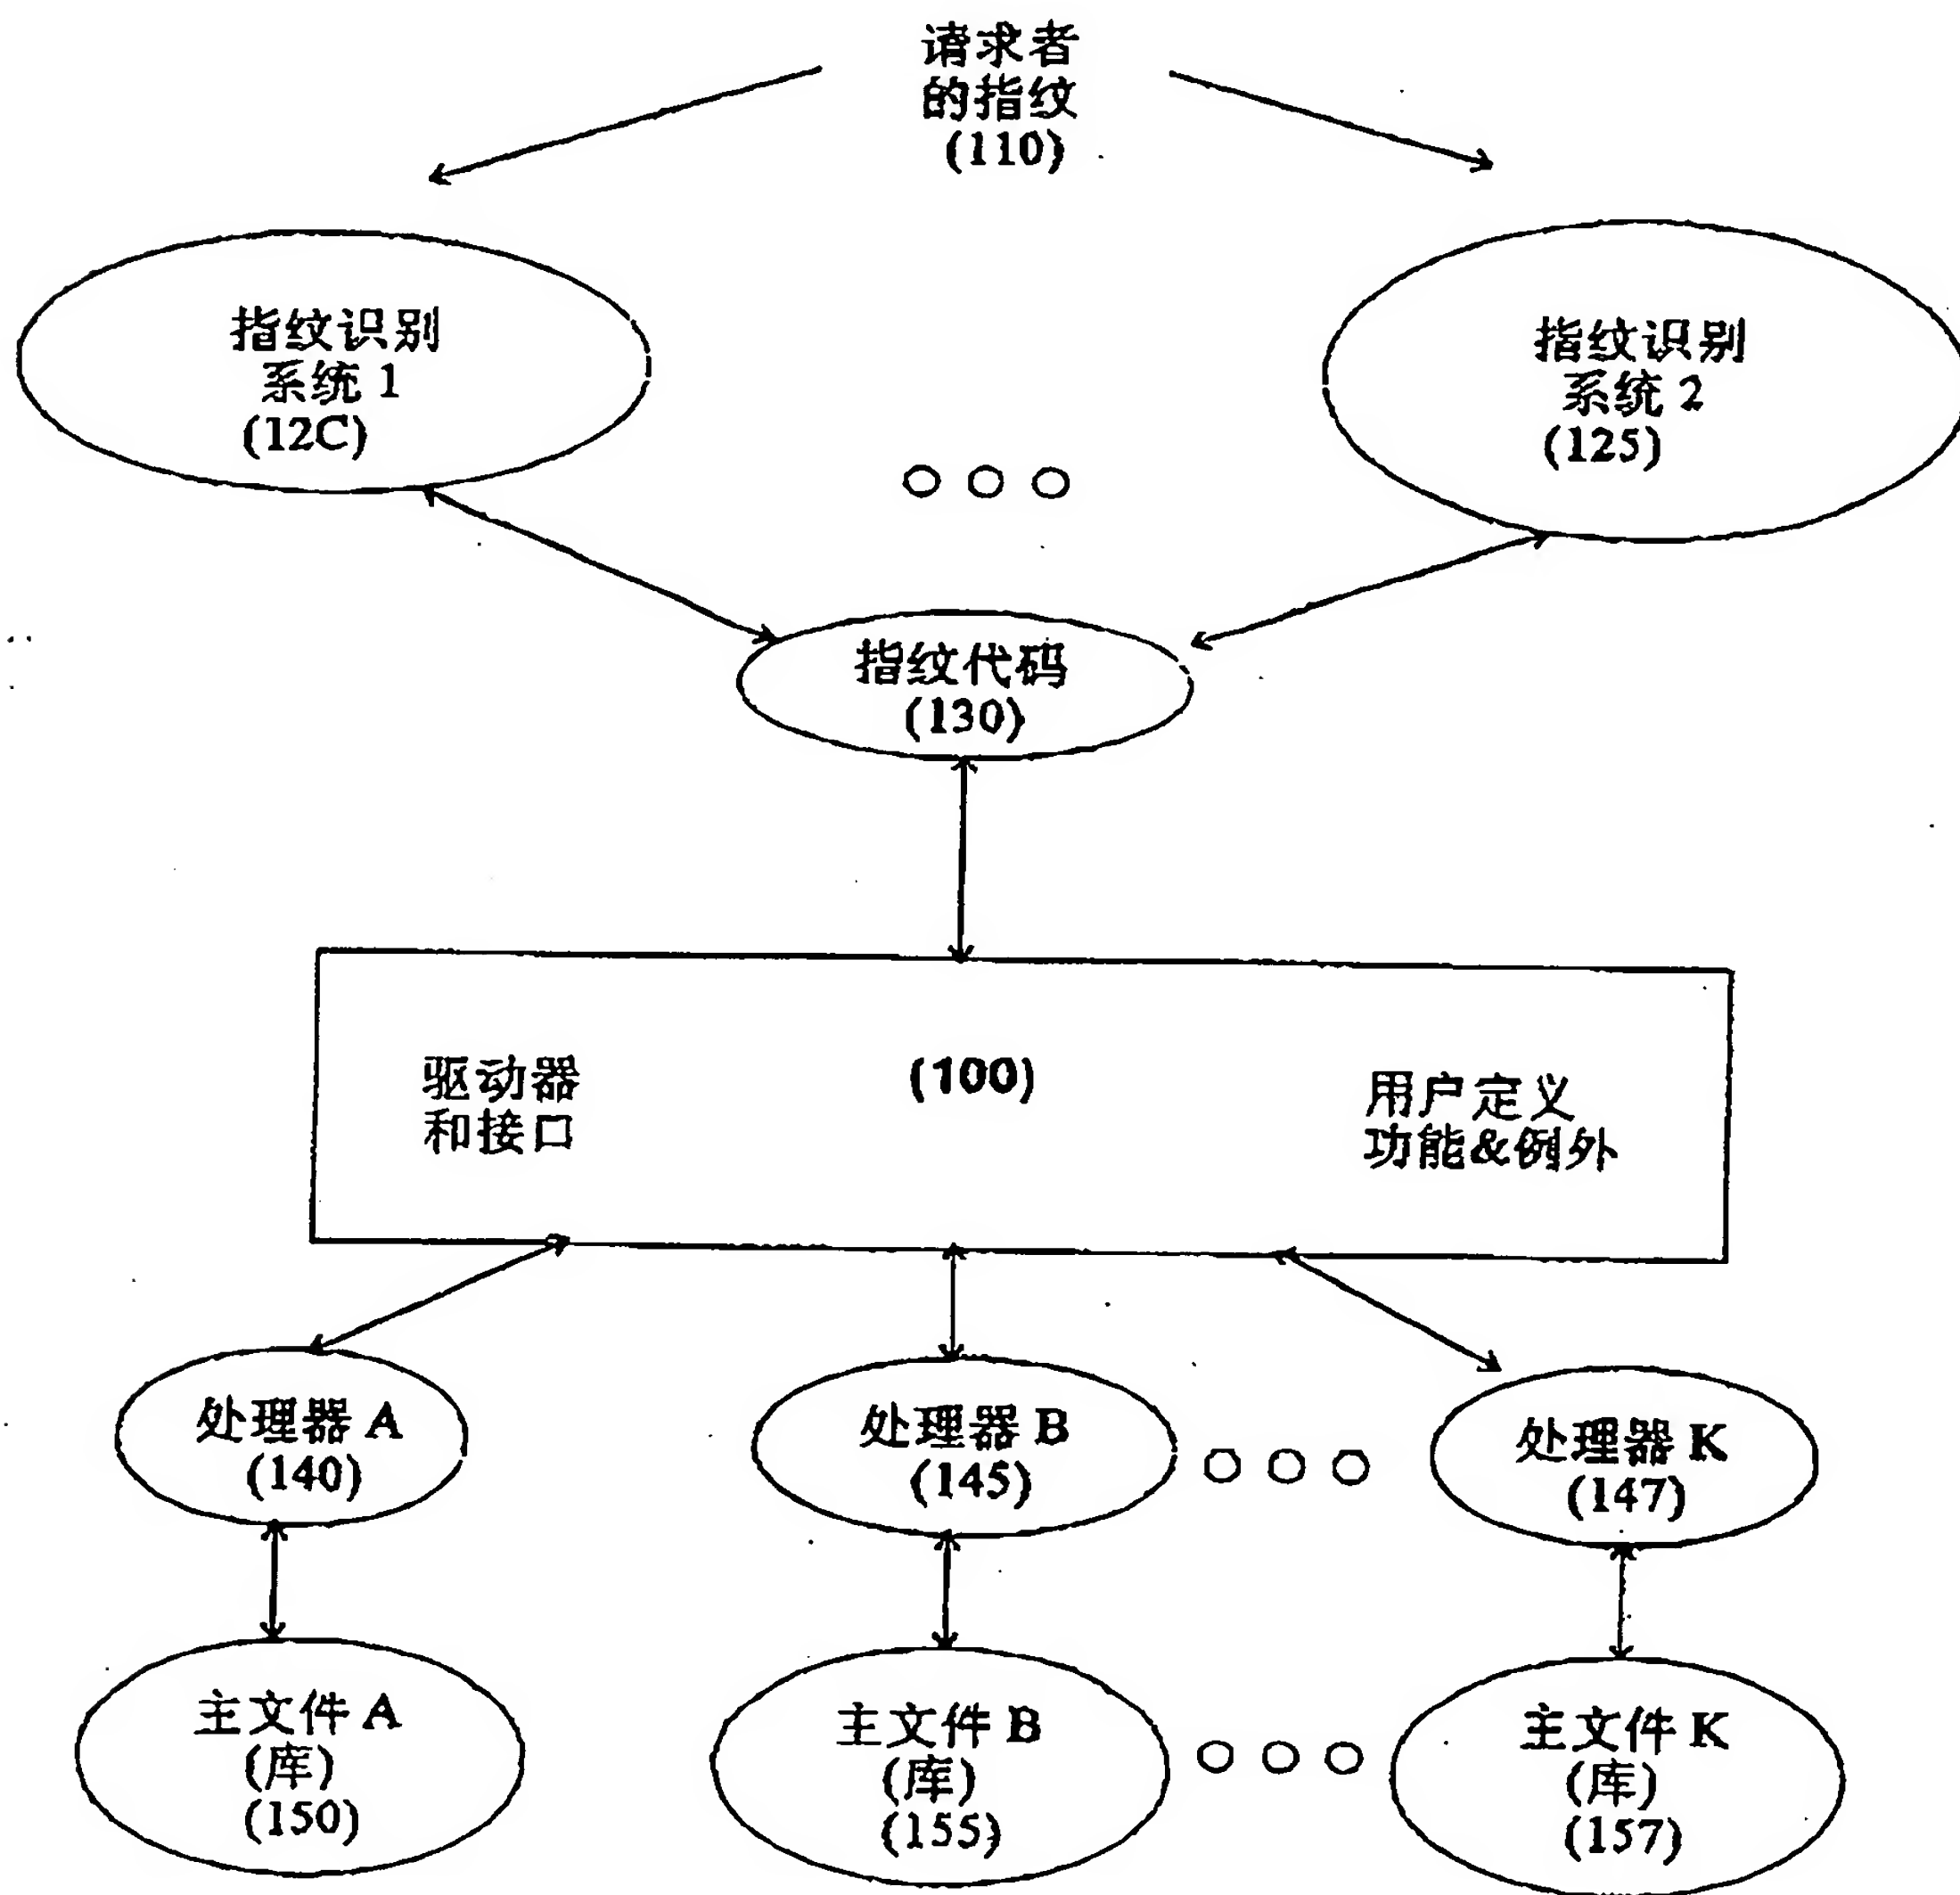 请求者
的指纹
(110)
指纹识别
系统 1
(12C)
指纹识别
系统 2
(125)
指纹代码
(130)
驱动器
和接口
(100)
用户定义
功能&例外
处理器 A
(140)
处理器 B
(145)
处理器 K
(147)
主文件 A
(库)
(150)
主文件 B
(库)
(155)
主文件 K
(库)
(157)